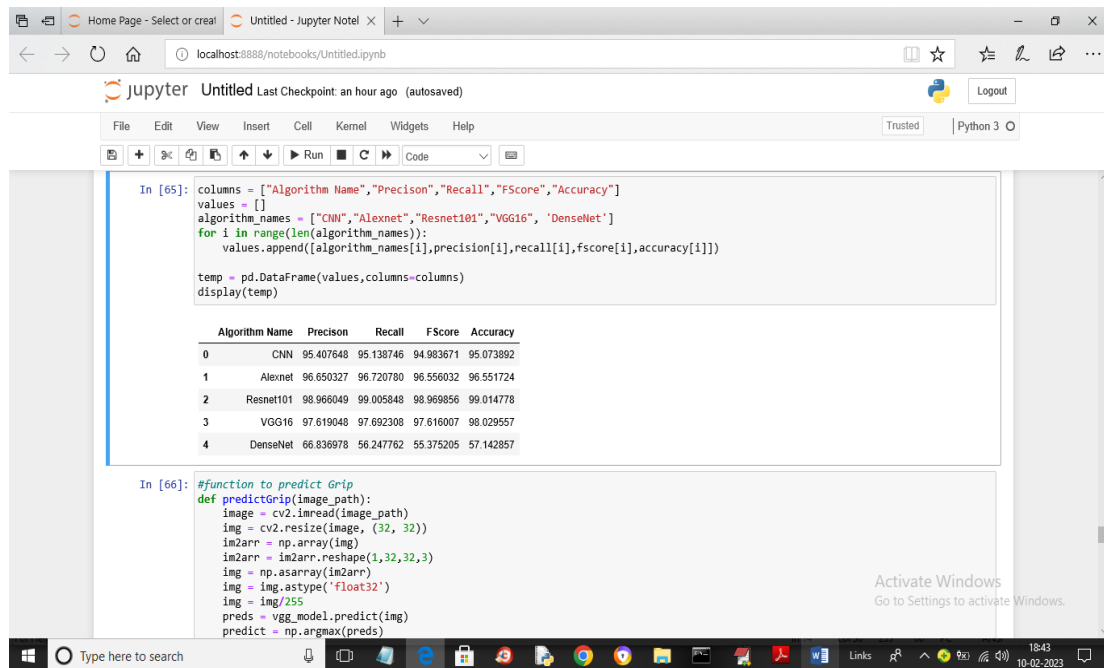 Home Page - Select or creat
Untitled - Jupyter Notel
localhost:8888/notebooks/Untitled.ipynb
jupyter Untitled Last Checkpoint: an hour ago (autosaved)
Logout
File Edit View Insert Cell Kernel Widgets Help
Trusted
Python 3
Run
Code
In [65]: columns = ["Algorithm Name","Precison","Recall","FScore","Accuracy"]
values = []
algorithm_names = ["CNN","Alexnet","Resnet101","VGG16", 'DenseNet']
for i in range(len(algorithm_names)):
values.append([algorithm_names[i],precision[i],recall[i],fscore[i],accuracy[i]])
temp = pd.DataFrame(values,columns=columns)
display(temp)
Algorithm Name Precison Recall FScore Accuracy
0 CNN 95.407648 95.138746 94.983671 95.073892
1 Alexnet 96.650327 96.720780 96.556032 96.551724
2 Resnet101 98.966049 99.005848 98.969856 99.014778
3 VGG16 97.619048 97.692308 97.616007 98.029557
4 DenseNet 66.836978 56.247762 55.375205 57.142857
In [66]: #function to predict Grip
def predictGrip(image_path):
image = cv2.imread(image_path)
img = cv2.resize(image, (32, 32))
im2arr = np.array(img)
im2arr = im2arr.reshape(1,32,32,3)
img = np.asarray(im2arr)
img = img.astype('float32')
img = img/255
preds = vgg_model.predict(img)
predict = np.argmax(preds)
Activate Windows
Go to Settings to activate Windows.
Type here to search
Links
18:43
10-02-2023